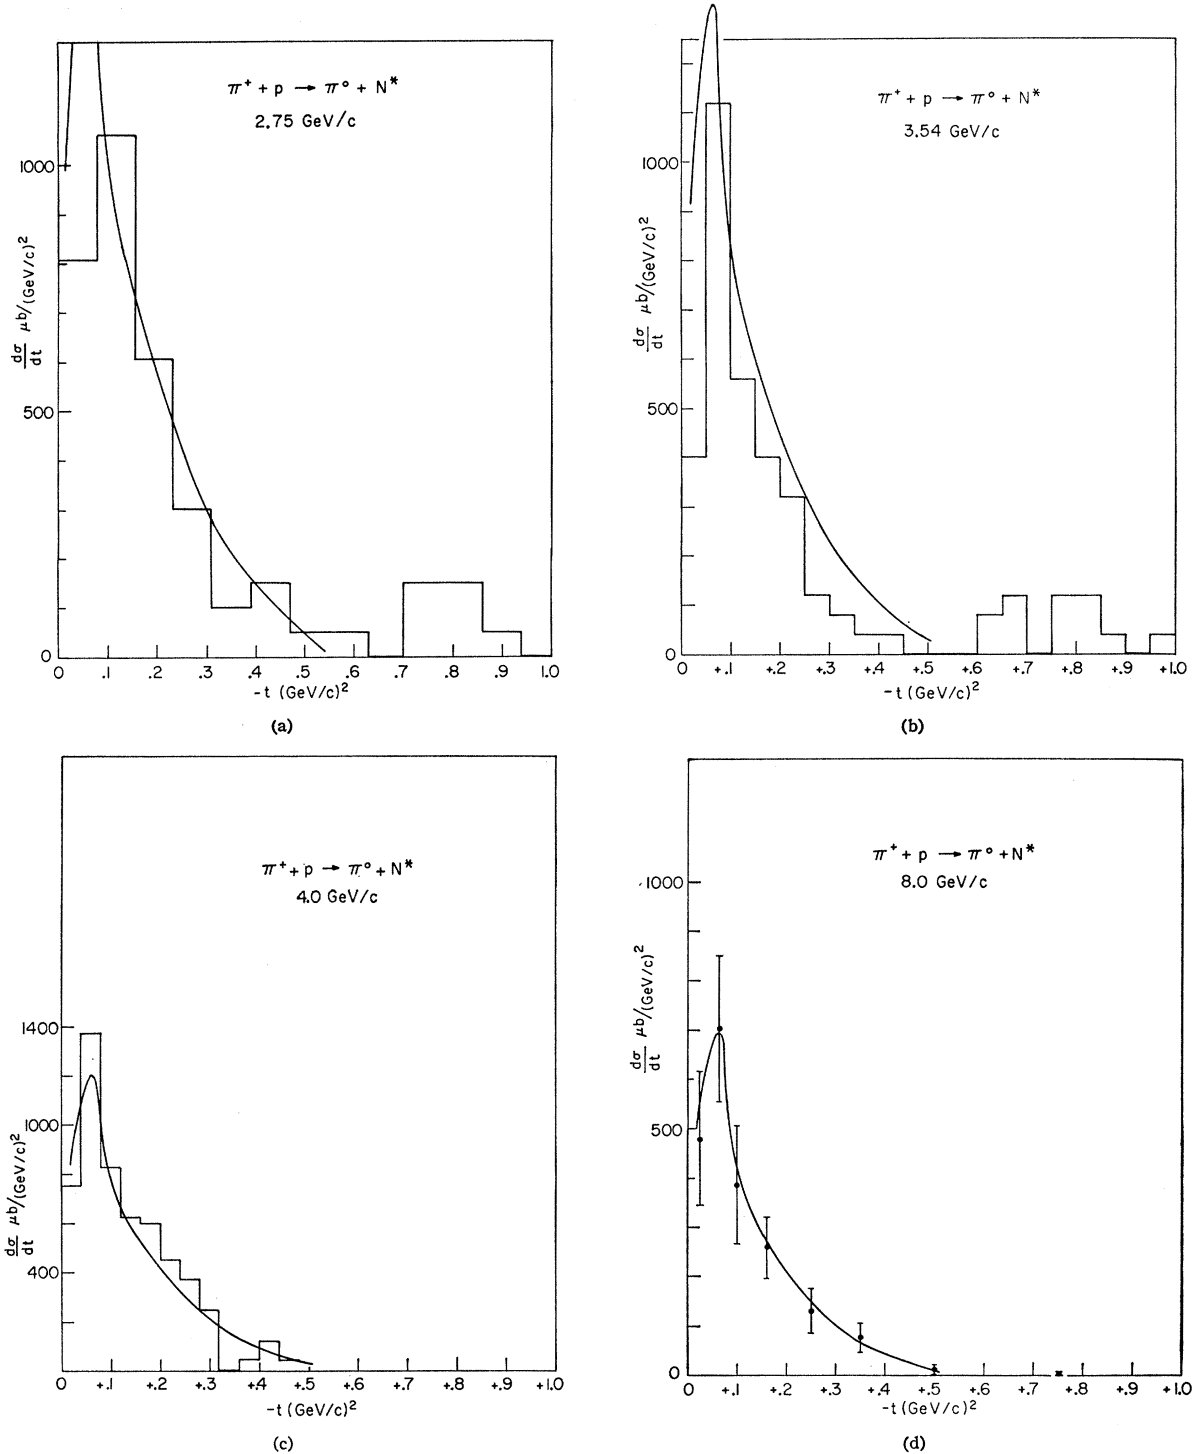 π⁺ + p → π° + N*
2.75 GeV/c
1000
500
0
dσ/dt μb/(GeV/c)²
0 .1 .2 .3 .4 .5 .6 .7 .8 .9 1.0
-t (GeV/c)²
(a)
π⁺ + p → π° + N*
3.54 GeV/c
1000
500
0
dσ/dt μb/(GeV/c)²
0 +.1 +.2 +.3 +.4 +.5 +.6 +.7 +.8 +.9 +1.0
-t (GeV/c)²
(b)
π⁺ + p → π° + N*
4.0 GeV/c
1400
1000
400
dσ/dt μb/(GeV/c)²
0 +.1 +.2 +.3 +.4 +.5 +.6 +.7 +.8 +.9 +1.0
-t (GeV/c)²
(c)
π⁺ + p → π° + N*
8.0 GeV/c
1000
500
0
dσ/dt μb/(GeV/c)²
0 +.1 +.2 +.3 +.4 +.5 +.6 +.7 +.8 +.9 +1.0
-t (GeV/c)²
(d)